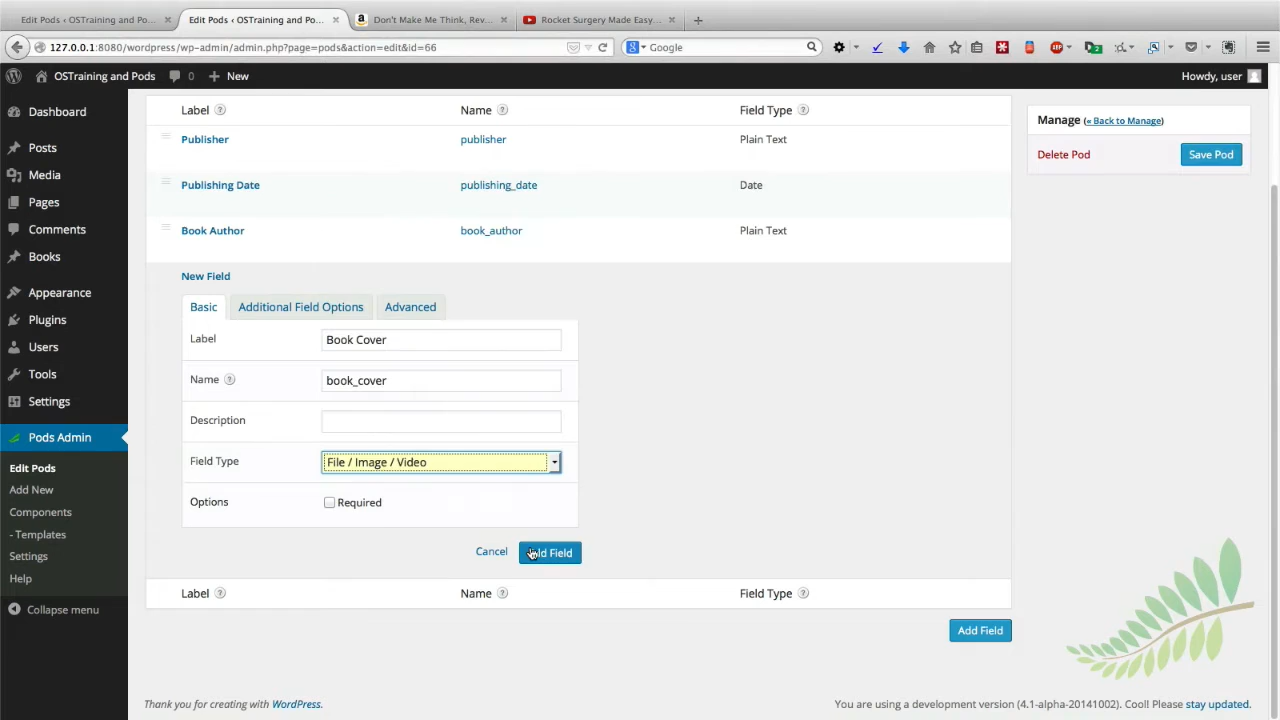 Edit Pods ‹ OSTraining and Po...
Edit Pods ‹ OSTraining and Po...
Don't Make Me Think, Rev...
Rocket Surgery Made Easy...
127.0.0.1:8080/wordpress/wp-admin/admin.php?page=pods&action=edit&id=66
Google
OSTraining and Pods
0
New
Howdy, user
Dashboard
Posts
Media
Pages
Comments
Books
Appearance
Plugins
Users
Tools
Settings
Pods Admin
Edit Pods
Add New
Components
- Templates
Settings
Help
Collapse menu
Label
Name
Field Type
Publisher
publisher
Plain Text
Publishing Date
publishing_date
Date
Book Author
book_author
Plain Text
New Field
Basic
Additional Field Options
Advanced
Label
Book Cover
Name
book_cover
Description
Field Type
File / Image / Video
Options
Required
Cancel
Field
Label
Name
Field Type
Add Field
Manage (« Back to Manage)
Delete Pod
Save Pod
Thank you for creating with WordPress.
You are using a development version (4.1-alpha-20141002). Cool! Please stay updated.